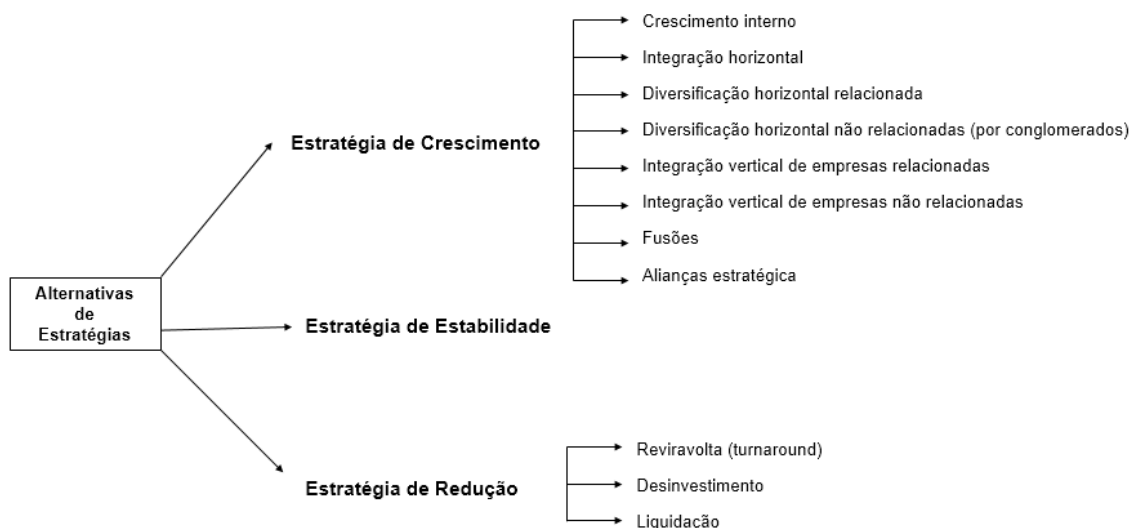 Crescimento interno
Integração horizontal
Diversificação horizontal relacionada
Estratégia de Crescimento
Diversificação horizontal não relacionadas (por conglomerados)
Integração vertical de empresas relacionadas
Integração vertical de empresas não relacionadas
Fusões
Alianças estratégica
Alternativas
de
Estratégias
Estratégia de Estabilidade
Estratégia de Redução
Reviravolta (turnaround)
Desinvestimento
Liquidação